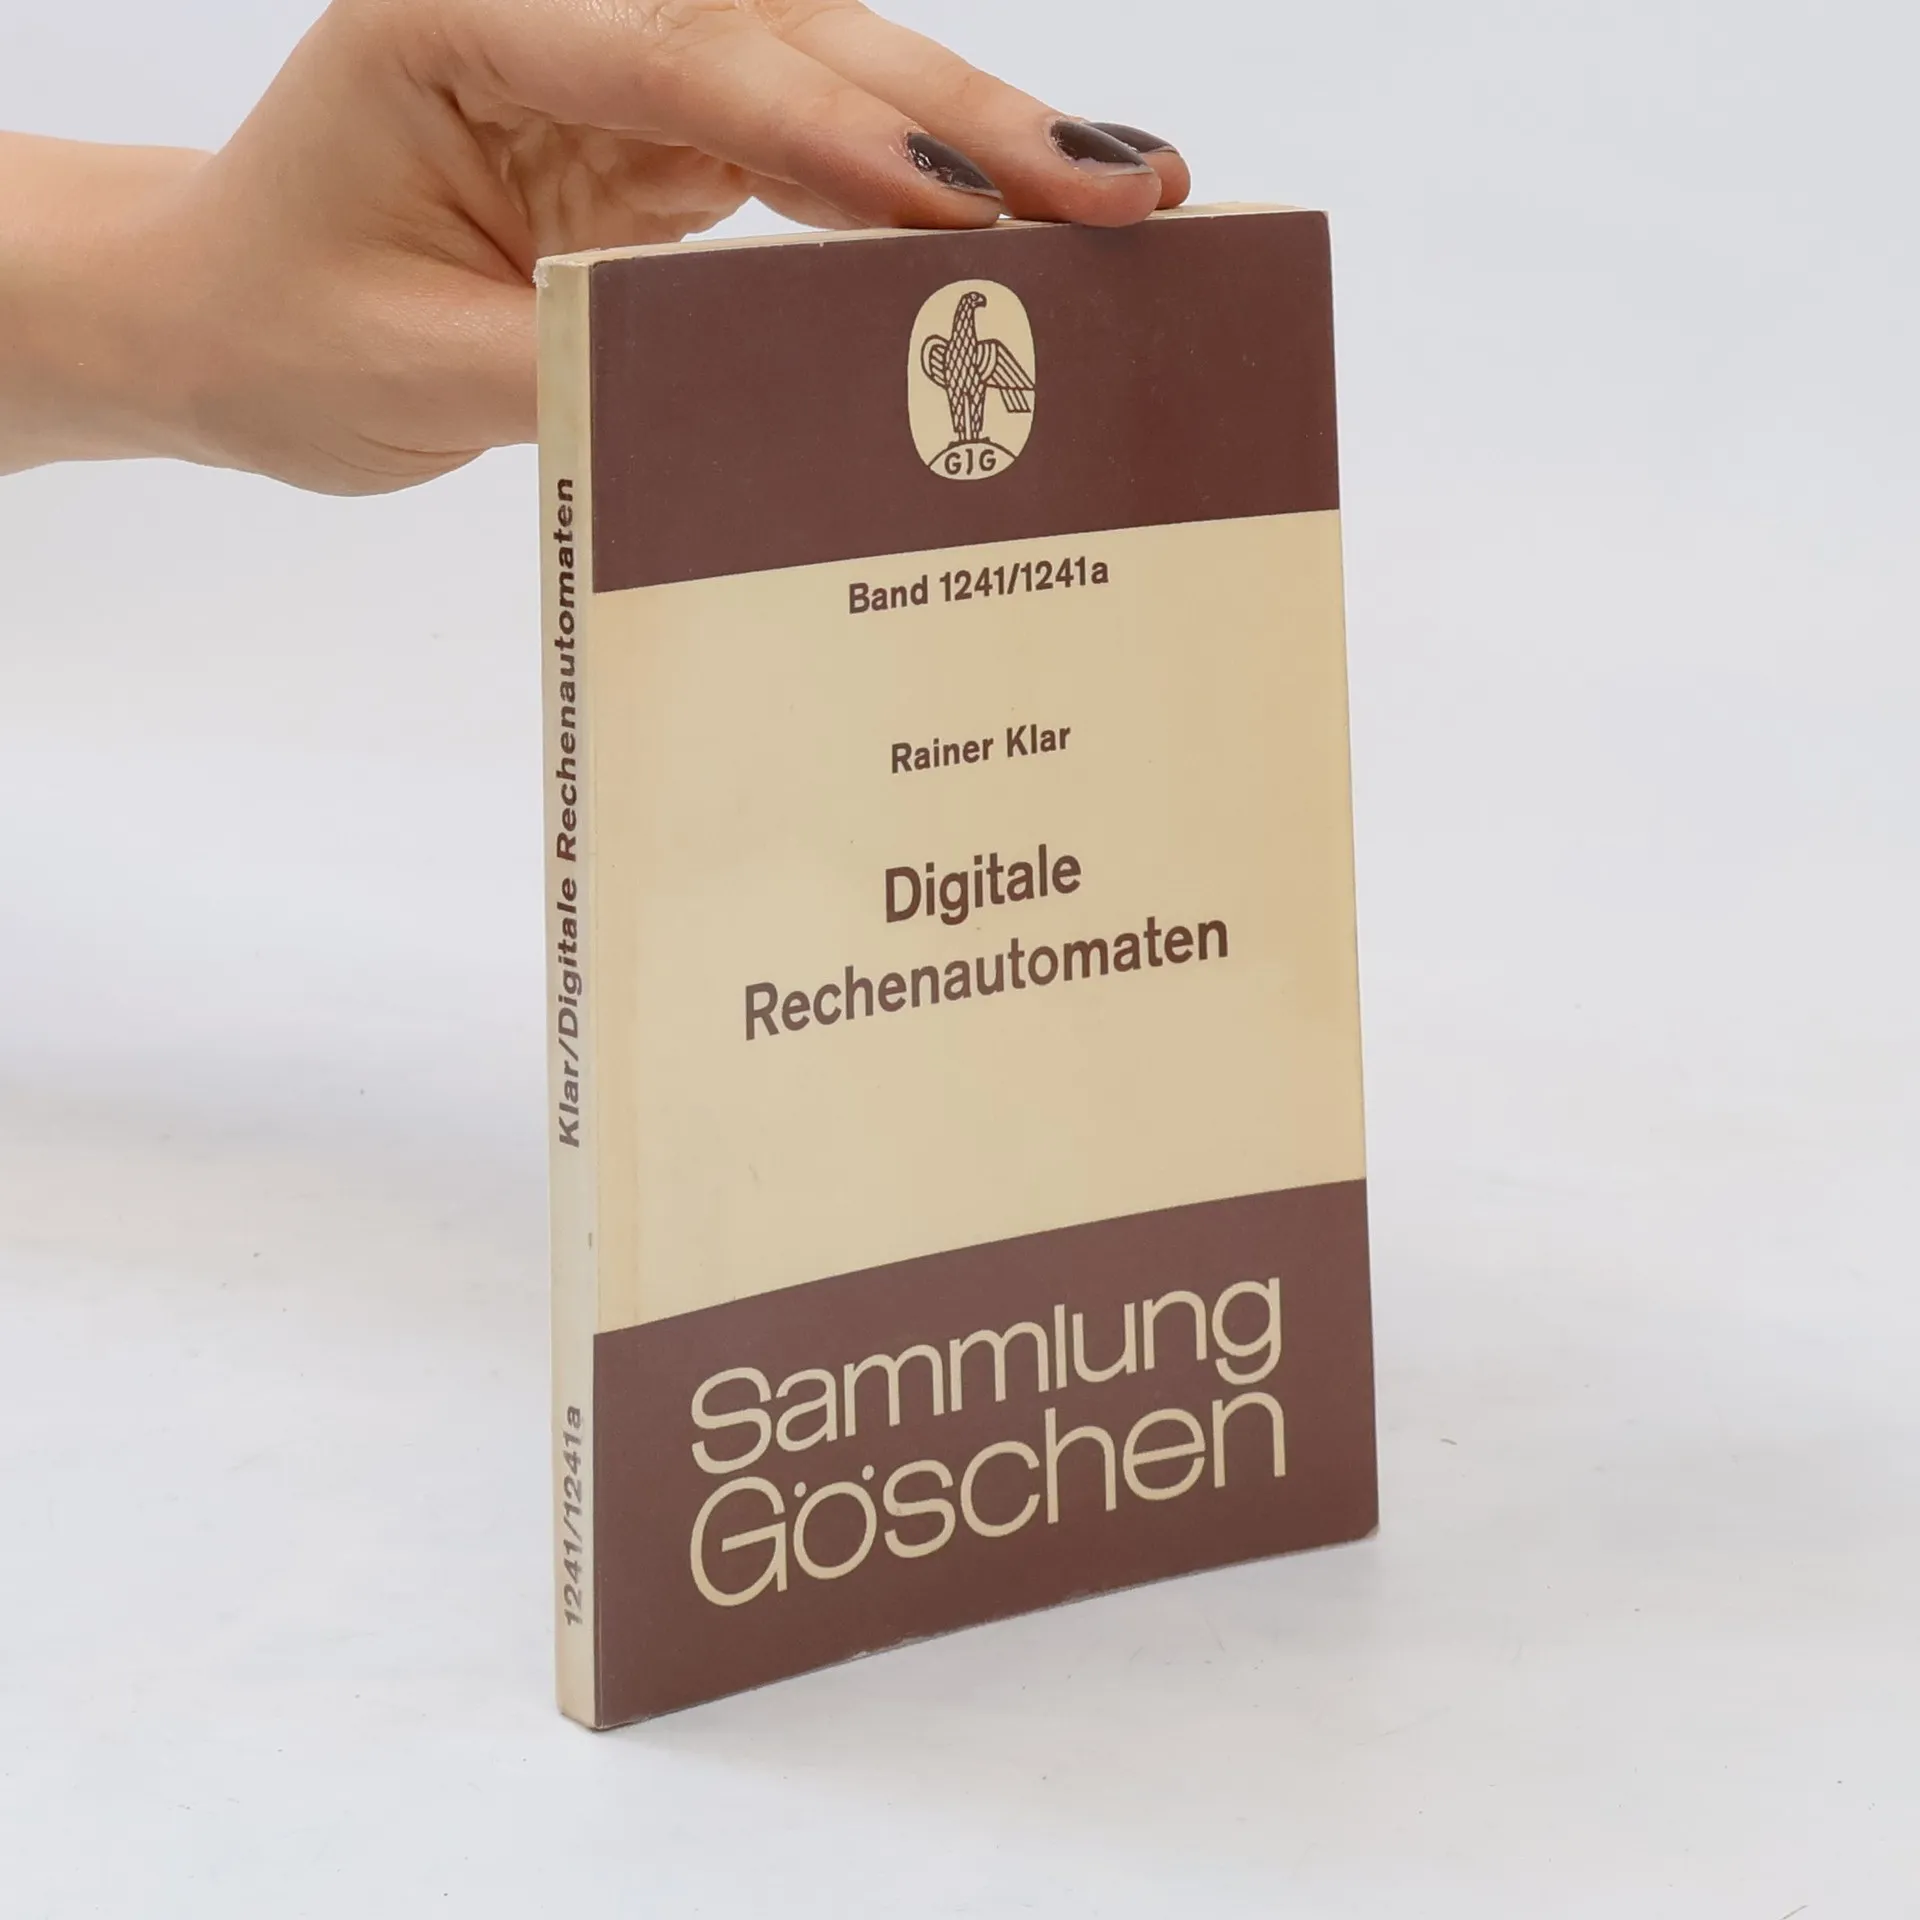 GJG
Band 1241/1241a
Rainer Klar
Digitale
Rechenautomaten
Sammlung
Göschen
Klar/Digitale Rechenautomaten
1241/1241a